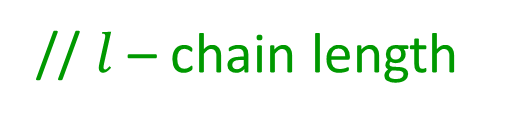 // l – chain length